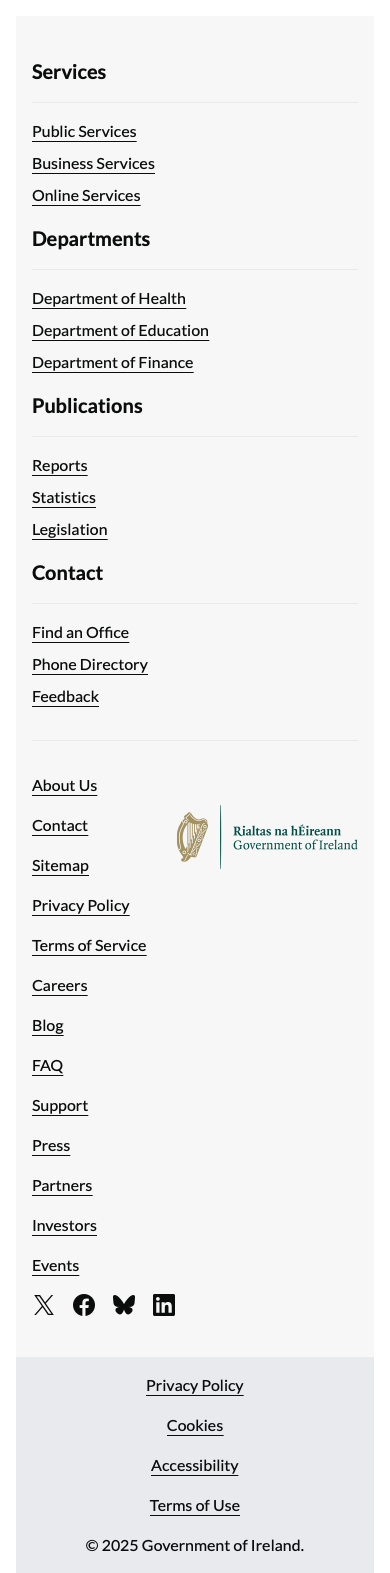 Services
Public Services
Business Services
Online Services
Departments
Department of Health
Department of Education
Department of Finance
Publications
Reports
Statistics
Legislation
Contact
Find an Office
Phone Directory
Feedback
About Us
Contact
Sitemap
Privacy Policy
Terms of Service
Careers
Blog
FAQ
Support
Press
Partners
Investors
Events
Rialtas na hÉireann
Government of Ireland
Privacy Policy
Cookies
Accessibility
Terms of Use
© 2025 Government of Ireland.